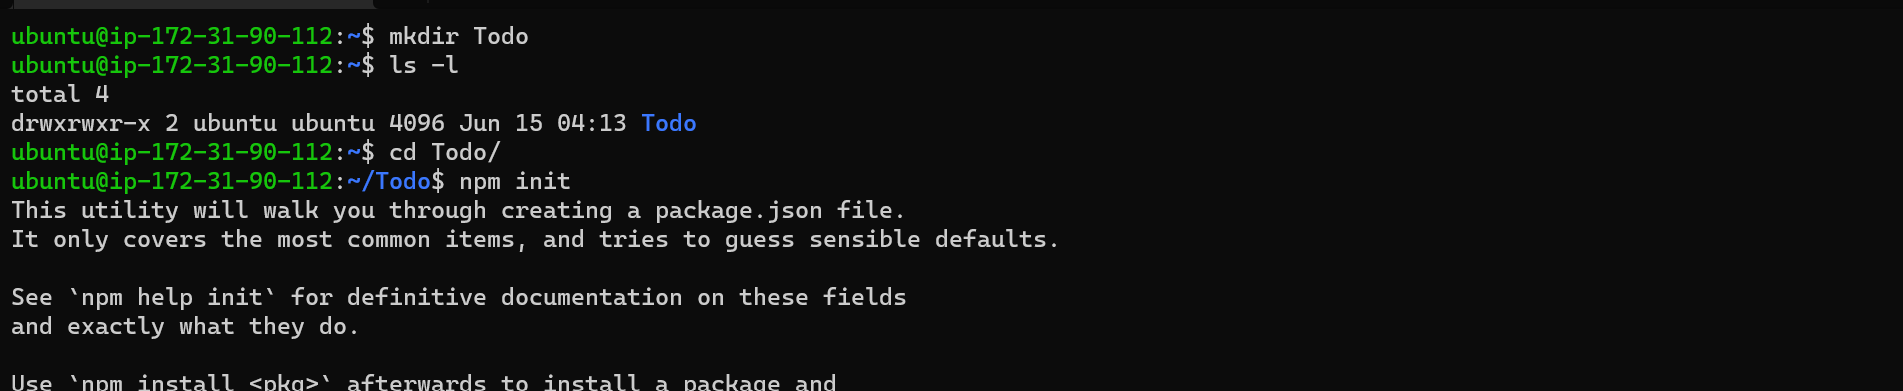 ubuntu@ip-172-31-90-112:~$ mkdir Todo
ubuntu@ip-172-31-90-112:~$ ls -l
total 4
drwxrwxr-x 2 ubuntu ubuntu 4096 Jun 15 04:13 Todo
ubuntu@ip-172-31-90-112:~$ cd Todo/
ubuntu@ip-172-31-90-112:~/Todo$ npm init
This utility will walk you through creating a package.json file.
It only covers the most common items, and tries to guess sensible defaults.

See `npm help init` for definitive documentation on these fields
and exactly what they do.

Use `npm install <pkg>` afterwards to install a package and